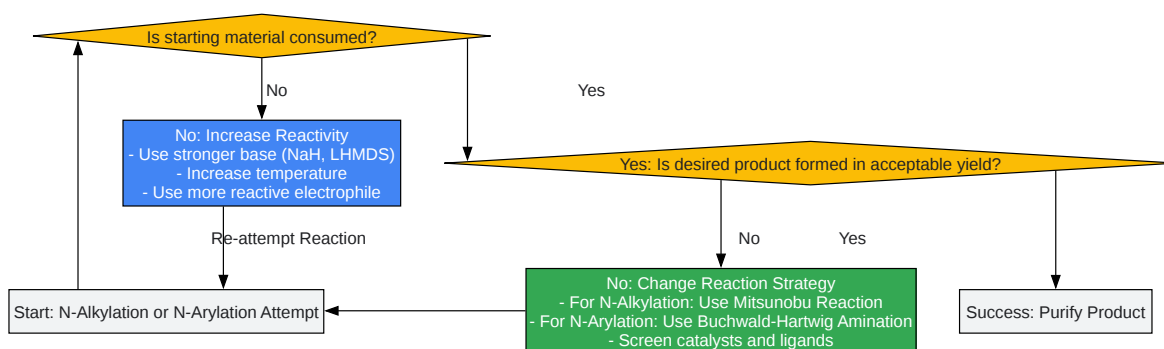 Is starting material consumed?
No
Yes
No: Increase Reactivity
- Use stronger base (NaH, LHMDS)
- Increase temperature
- Use more reactive electrophile
Yes: Is desired product formed in acceptable yield?
Re-attempt Reaction
No
Yes
Start: N-Alkylation or N-Arylation Attempt
No: Change Reaction Strategy
- For N-Alkylation: Use Mitsunobu Reaction
- For N-Arylation: Use Buchwald-Hartwig Amination
- Screen catalysts and ligands
Success: Purify Product